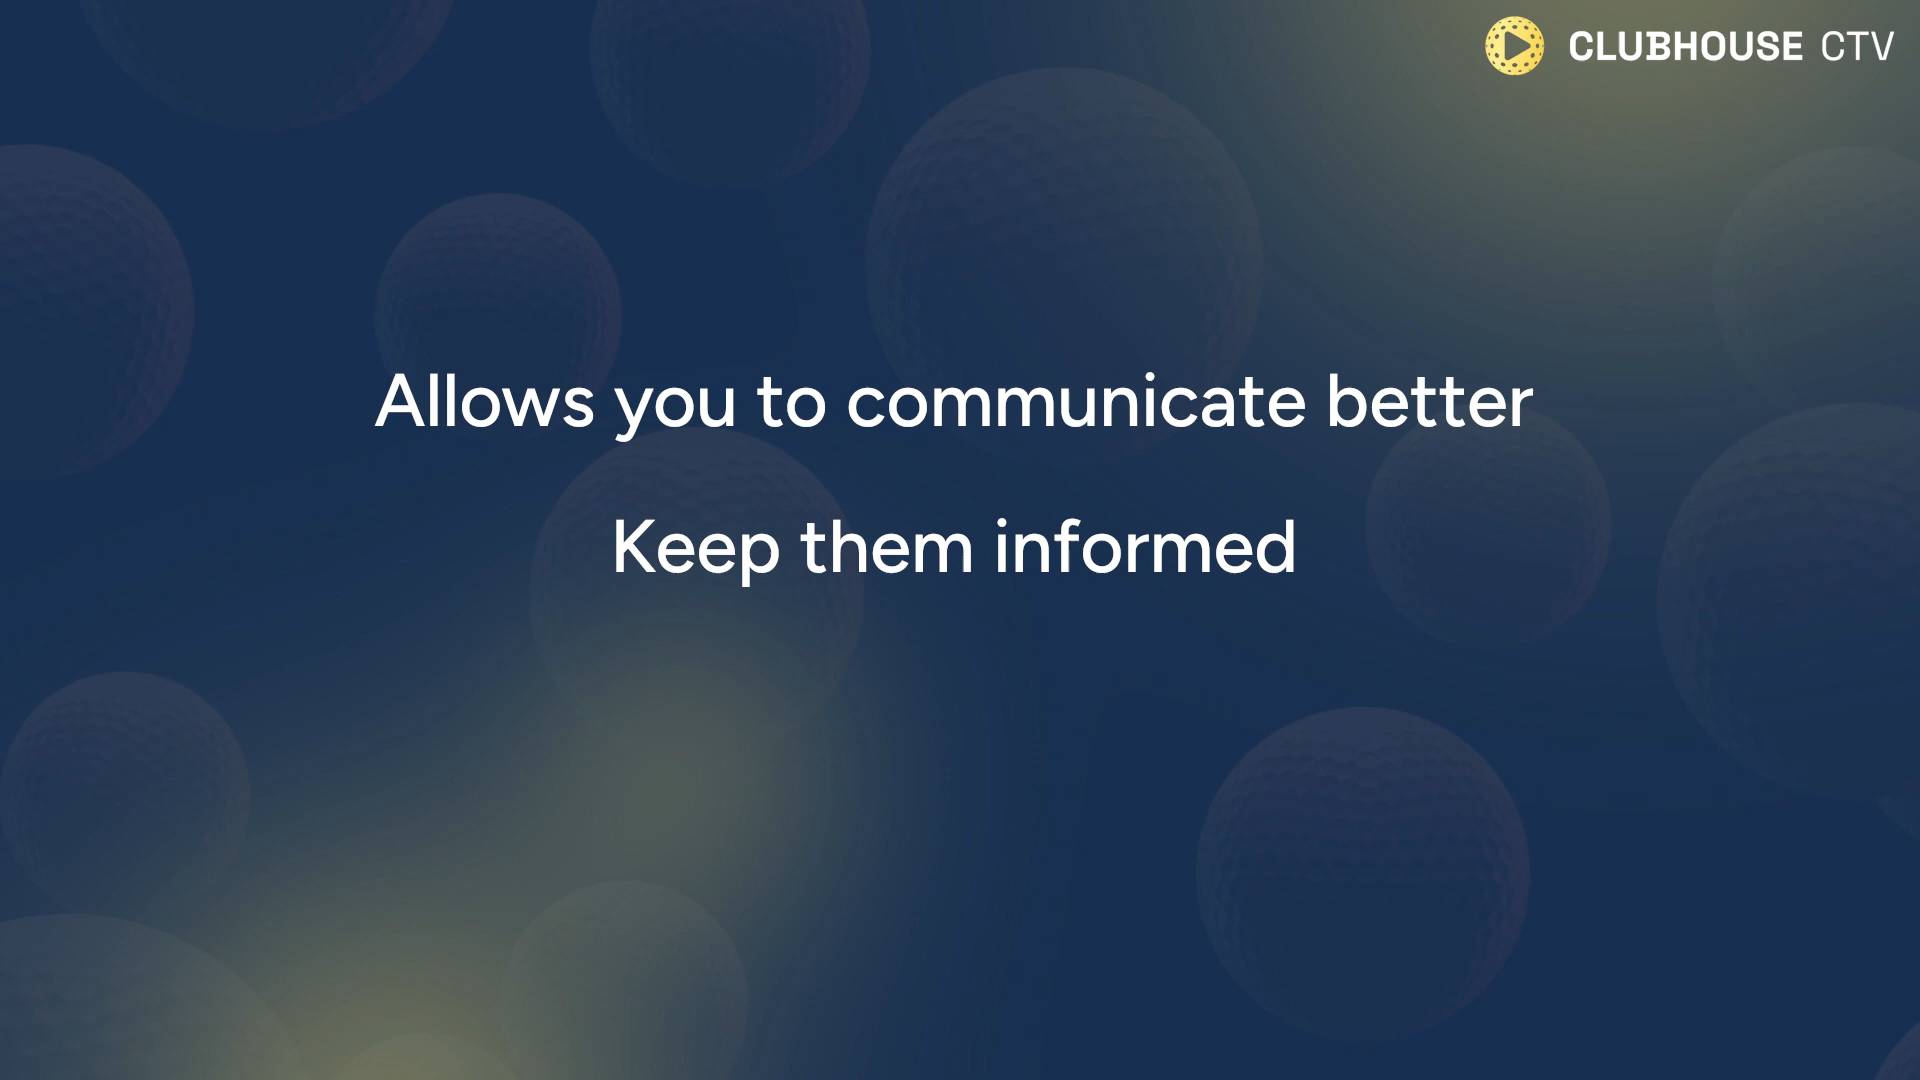 CLUBHOUSE CTV
Allows you to communicate better
Keep them informed